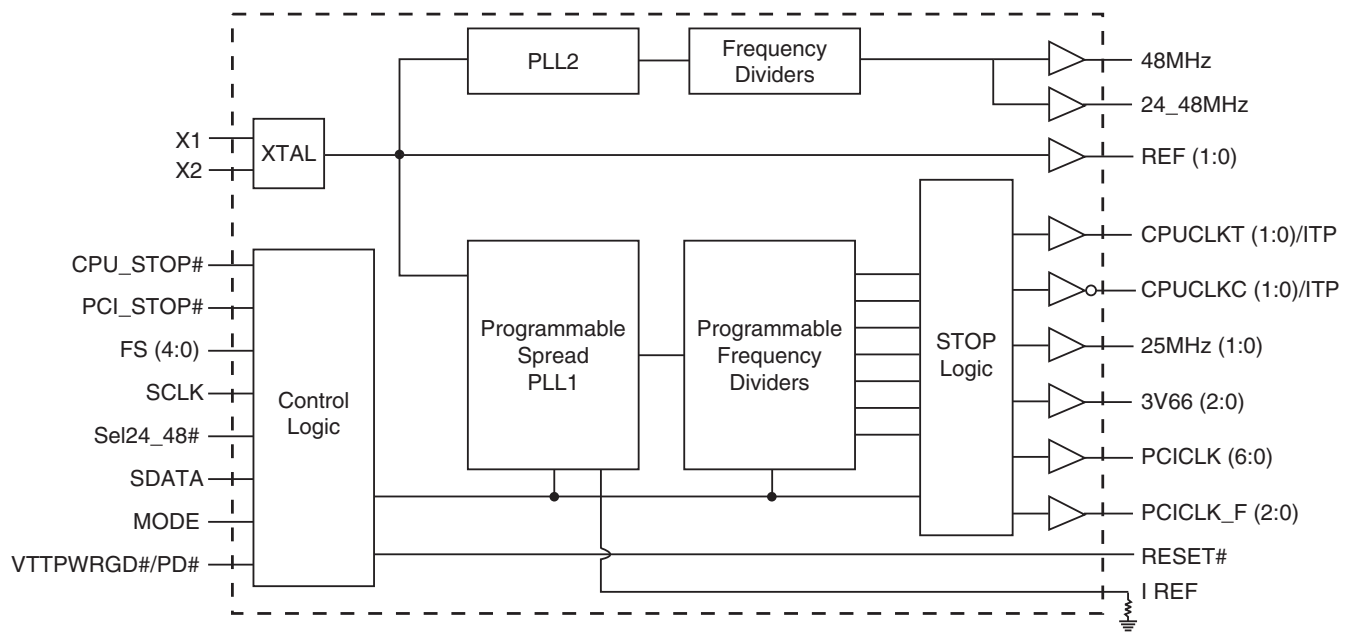 PLL2
Frequency
Dividers
48MHz
24_48MHz
X1
X2
XTAL
REF (1:0)
CPU_STOP#
PCI_STOP#
FS (4:0)
SCLK
Sel24_48#
SDATA
MODE
VTTPWRGD#/PD#
Control
Logic
Programmable
Spread
PLL1
Programmable
Frequency
Dividers
STOP
Logic
CPUCLKT (1:0)/ITP
CPUCLKC (1:0)/ITP
25MHz (1:0)
3V66 (2:0)
PCICLK (6:0)
PCICLK_F (2:0)
RESET#
I REF